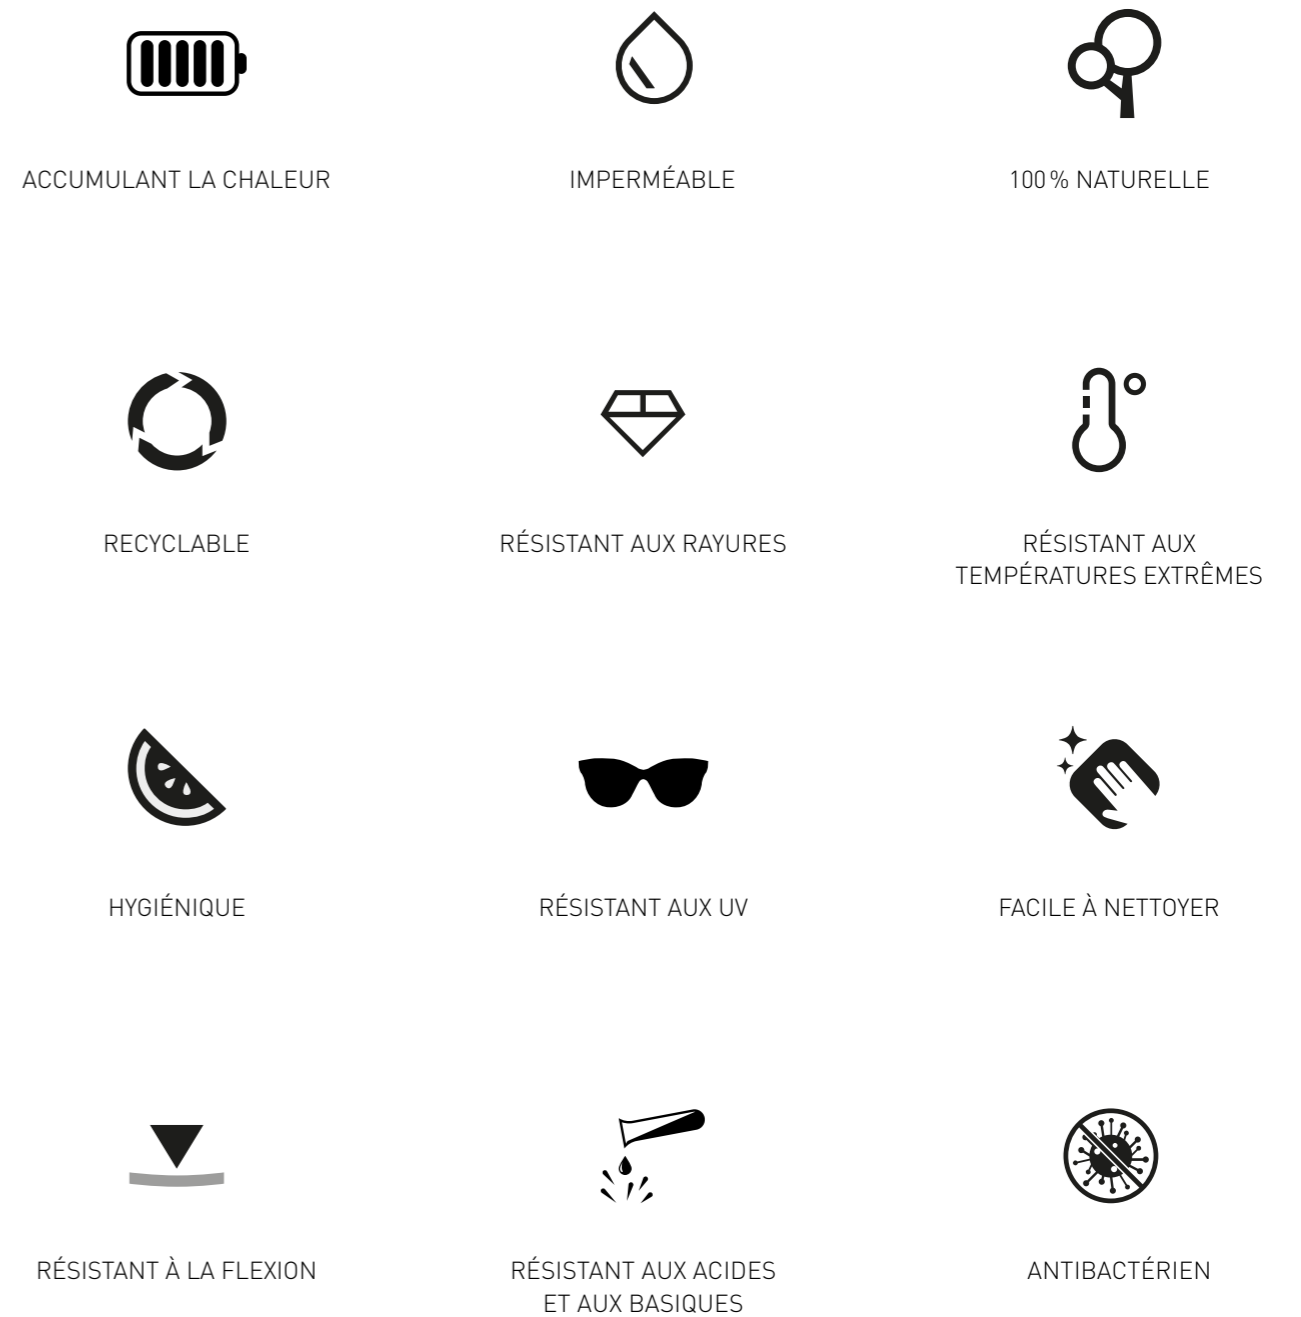 ACCUMULANT LA CHALEUR
IMPERMÉABLE
100 % NATURELLE
RECYCLABLE
RÉSISTANT AUX RAYURES
RÉSISTANT AUX
TEMPÉRATURES EXTRÊMES
HYGIÉNIQUE
RÉSISTANT AUX UV
FACILE À NETTOYER
RÉSISTANT À LA FLEXION
RÉSISTANT AUX ACIDES
ET AUX BASIQUES
ANTIBACTÉRIEN